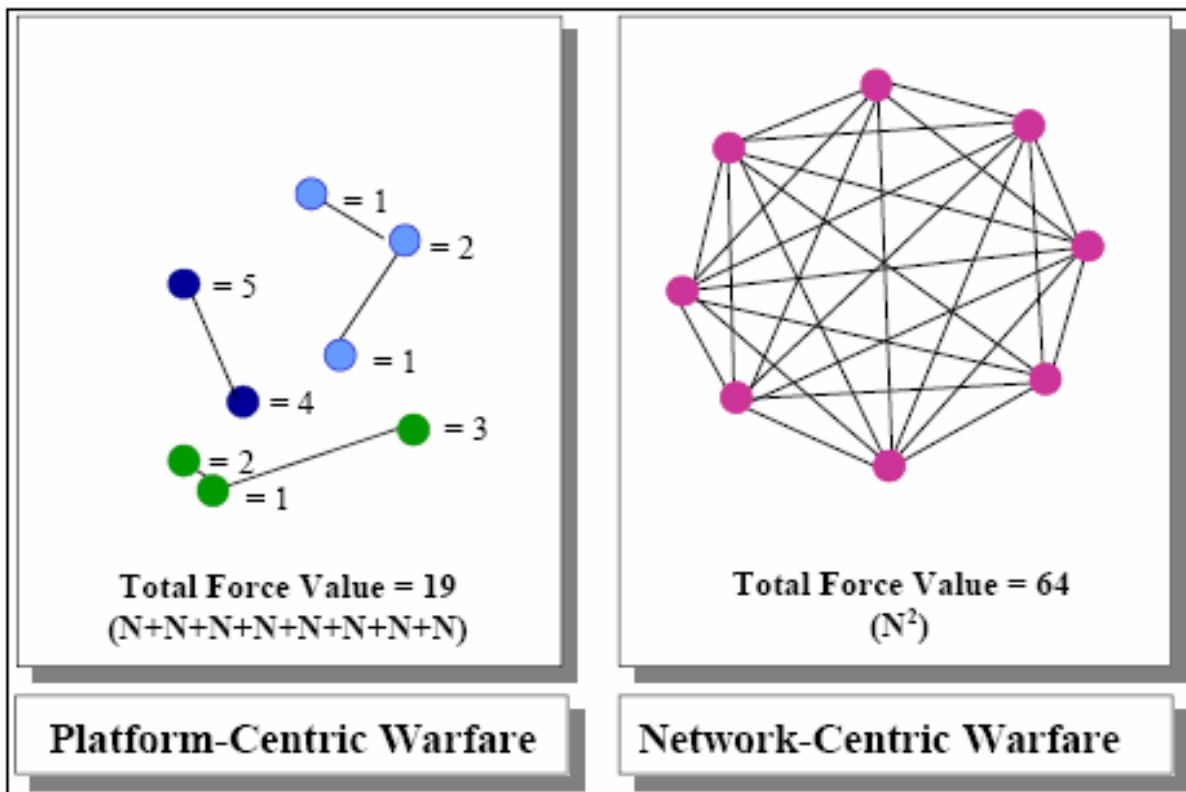 = 1
= 2
= 5
= 1
= 4
= 3
= 2
= 1
Total Force Value = 19
(N+N+N+N+N+N+N+N)
Platform-Centric Warfare
Total Force Value = 64
(N²)
Network-Centric Warfare